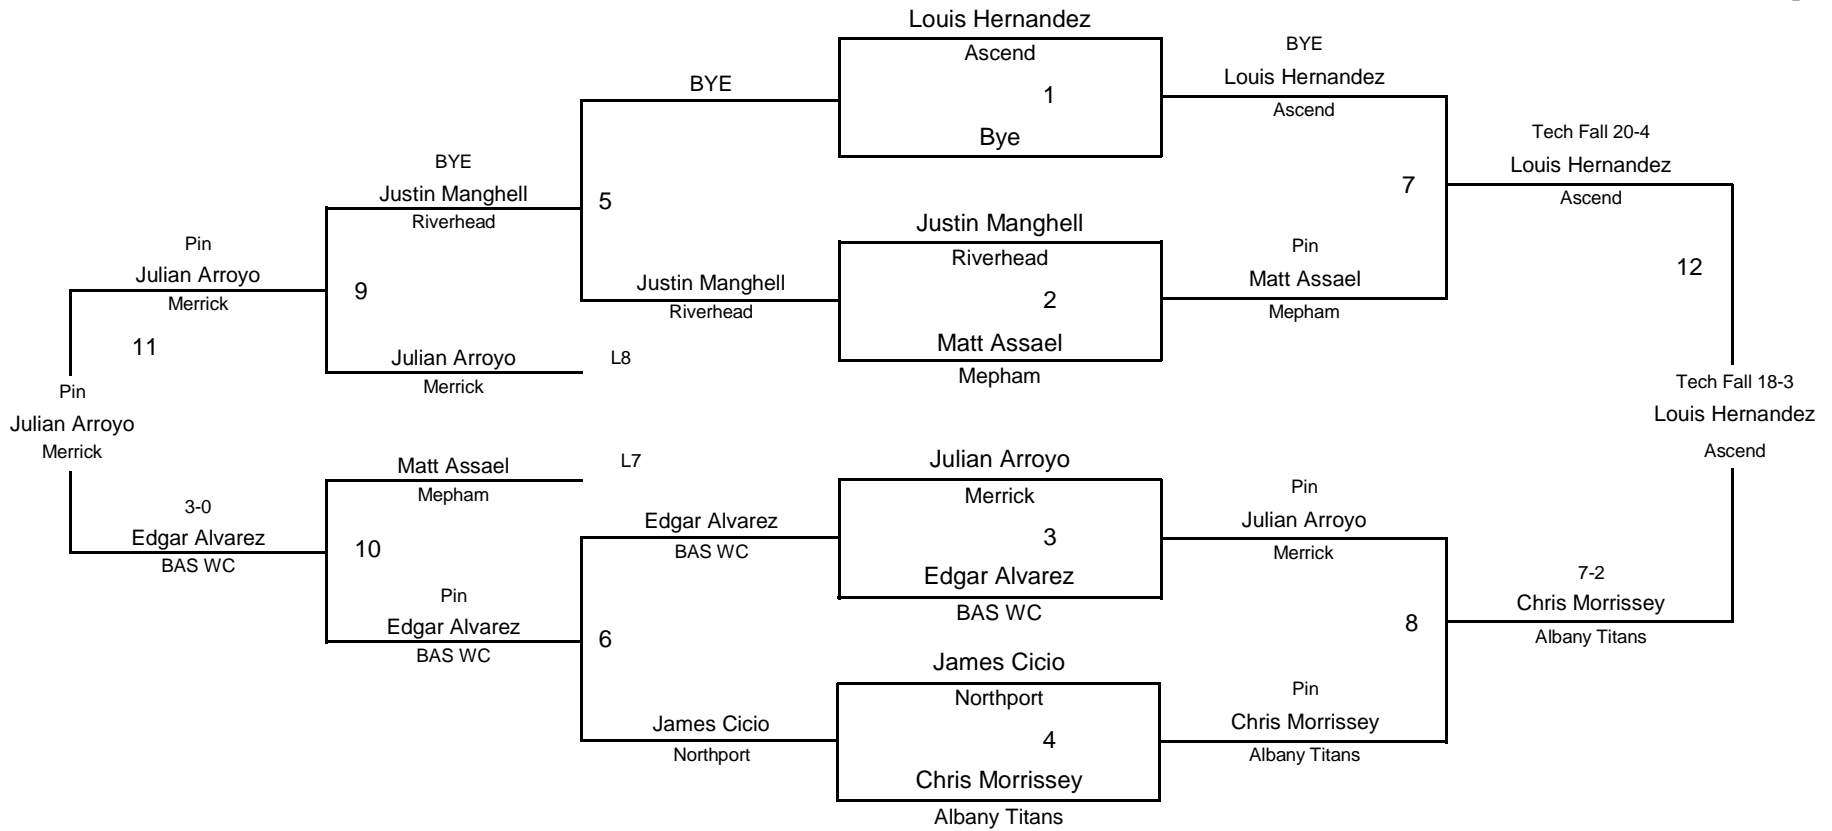 Louis Hernandez
Ascend
1
Bye
BYE
Louis Hernandez
Ascend
BYE
Tech Fall 20-4
Louis Hernandez
Ascend
7
12
BYE
Justin Manghell
Riverhead
5
Justin Manghell
Riverhead
2
Matt Assael
Mepham
Pin
Matt Assael
Mepham
Justin Manghell
Riverhead
Pin
Julian Arroyo
Merrick
9
11
Julian Arroyo
Merrick
L8
Pin
Julian Arroyo
Merrick
Tech Fall 18-3
Louis Hernandez
Ascend
Matt Assael
Mepham
L7
Julian Arroyo
Merrick
3
Edgar Alvarez
BAS WC
Pin
Julian Arroyo
Merrick
3-0
Edgar Alvarez
BAS WC
10
Edgar Alvarez
BAS WC
Pin
Edgar Alvarez
BAS WC
6
8
7-2
Chris Morrissey
Albany Titans
James Cicio
Northport
4
Chris Morrissey
Albany Titans
James Cicio
Northport
Pin
Chris Morrissey
Albany Titans